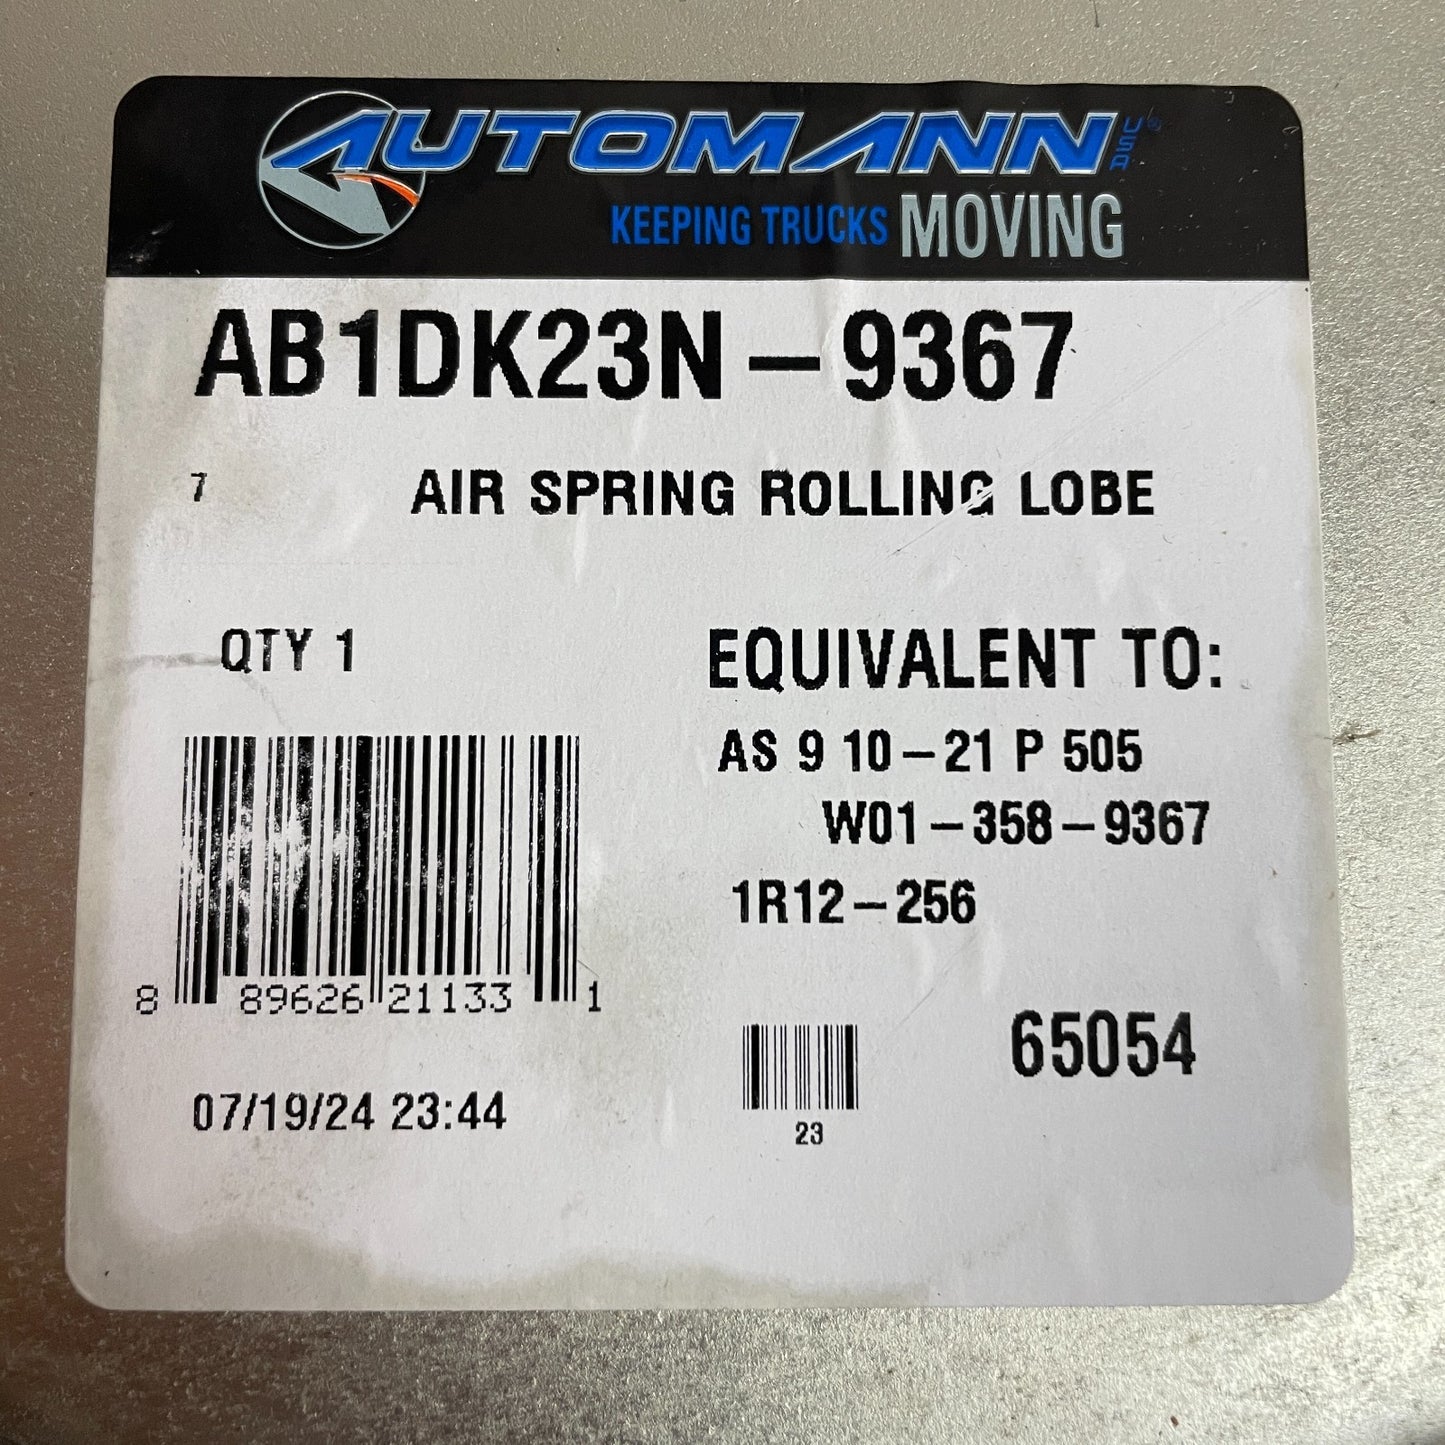 AUTOMANN USA®
KEEPING TRUCKS MOVING
AB1DK23N-9367
7 AIR SPRING ROLLING LOBE
QTY 1
EQUIVALENT TO:
AS 9 10-21 P 505
W01-358-9367
1R12-256
8 89626 21133 1
65054
07/19/24 23:44
23